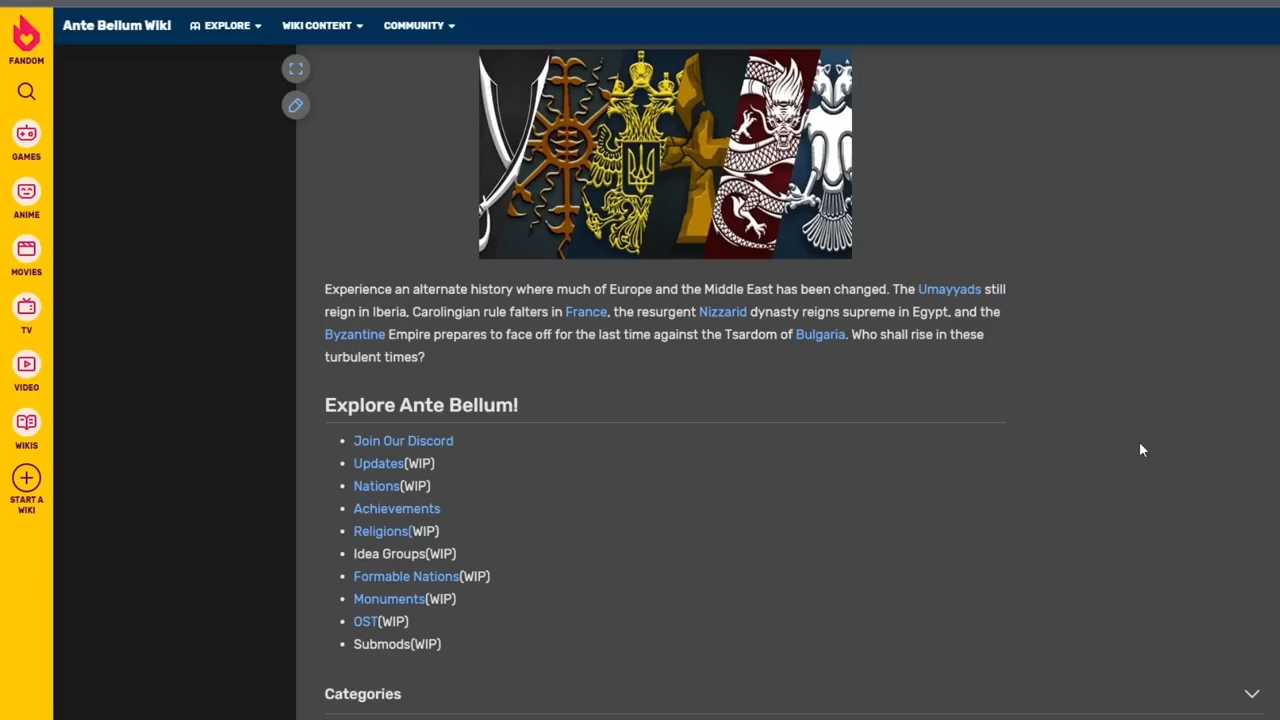 Ante Bellum Wiki EXPLORE WIKI CONTENT COMMUNITY
FANDOM
GAMES
ANIME
MOVIES
TV
VIDEO
WIKIS
START A
WIKI
Experience an alternate history where much of Europe and the Middle East has been changed. The Umayyads still
reign in Iberia, Carolingian rule falters in France, the resurgent Nizzarid dynasty reigns supreme in Egypt, and the
Byzantine Empire prepares to face off for the last time against the Tsardom of Bulgaria. Who shall rise in these
turbulent times?
Explore Ante Bellum!
• Join Our Discord
• Updates(WIP)
• Nations(WIP)
• Achievements
• Religions(WIP)
• Idea Groups(WIP)
• Formable Nations(WIP)
• Monuments(WIP)
• OST(WIP)
• Submods(WIP)
Categories